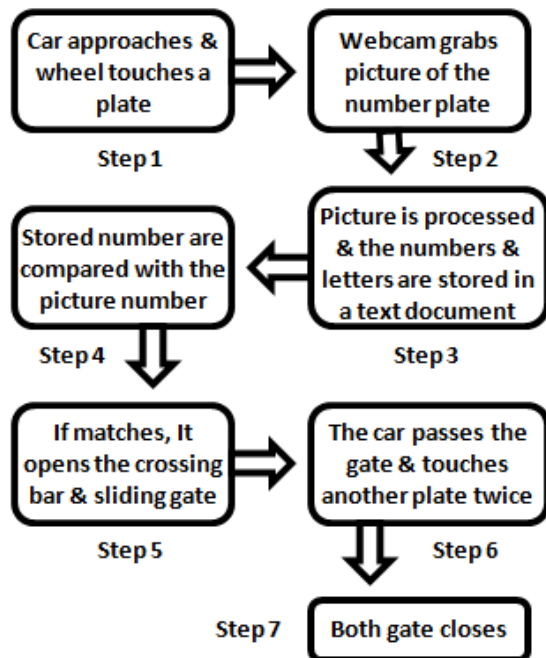 Car approaches &
wheel touches a
plate
Step 1
Webcam grabs
picture of the
number plate
Step 2
Picture is processed
& the numbers &
letters are stored in
a text document
Step 3
Stored number are
compared with the
picture number
Step 4
If matches, It
opens the crossing
bar & sliding gate
Step 5
The car passes the
gate & touches
another plate twice
Step 6
Step 7
Both gate closes